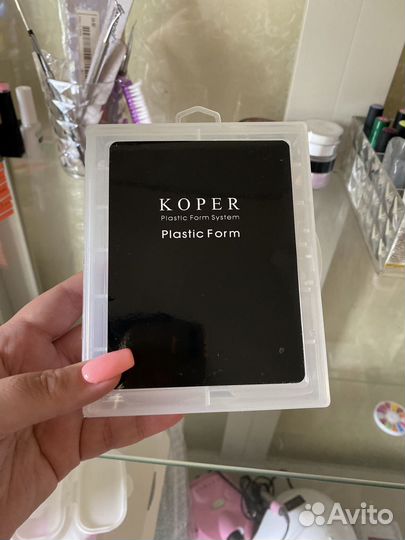 KOPER
Plastic Form System
Plastic Form
Avito